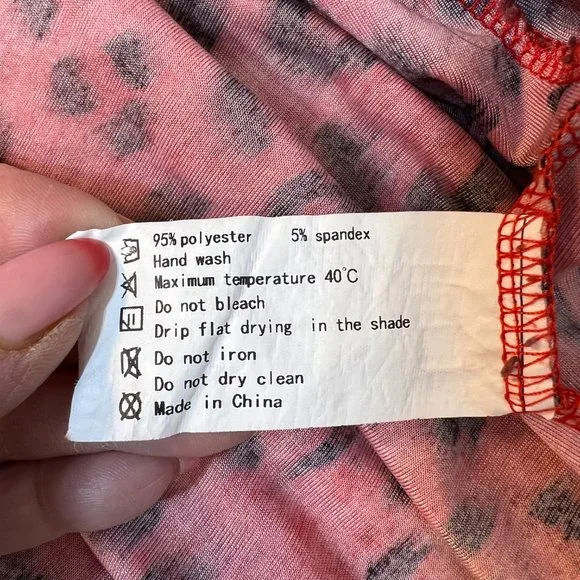 95% polyester 5% spandex
Hand wash
Maximum temperature 40°C
Do not bleach
Drip flat drying in the shade
Do not iron
Do not dry clean
Made in China